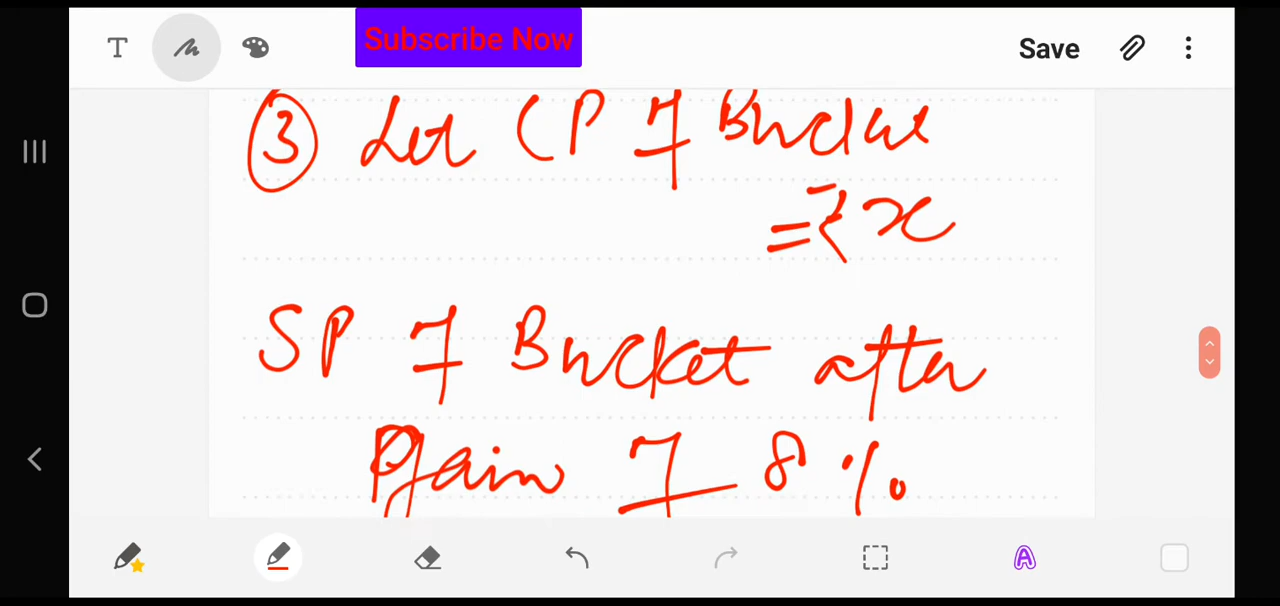 T
Subscribe Now
Save
③ Let CP of Bucket
= ₹ x
SP of Bucket after
gain of 8 %
A